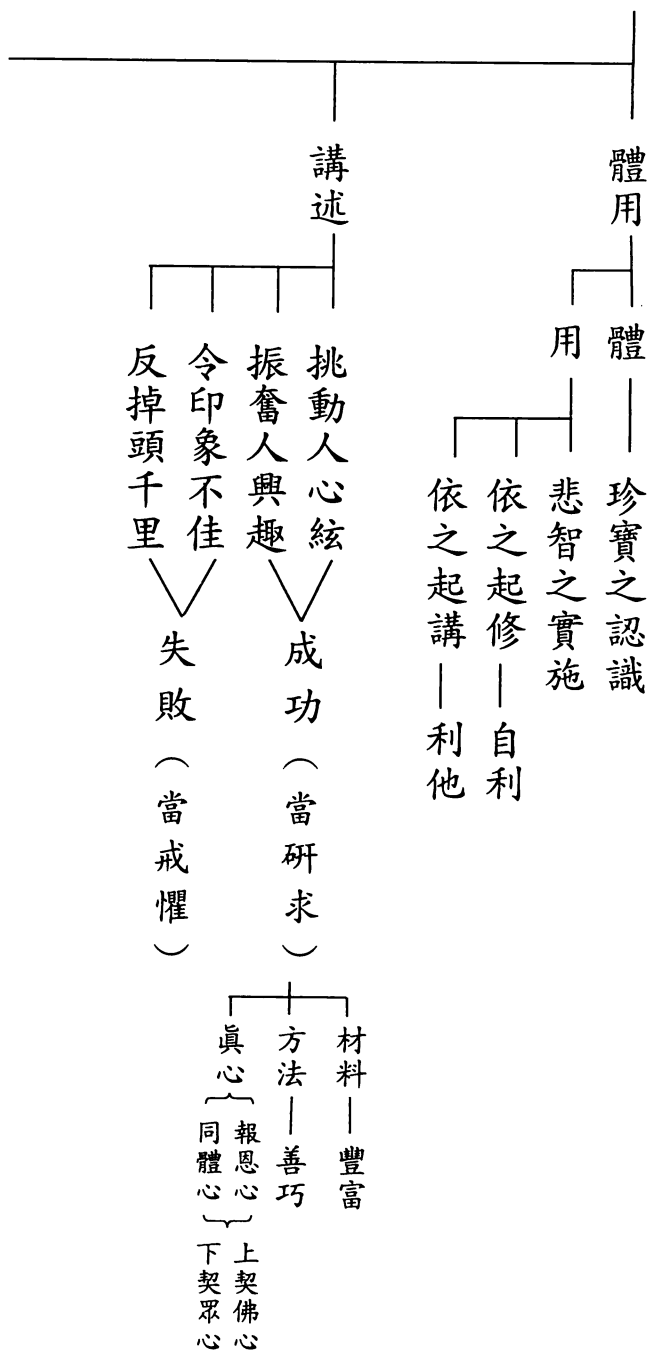 體用
體
珍寶之認識
用
悲智之實施
依之起修
自利
依之起講
利他
講述
挑動人心絃
振奮人興趣
成功（當研求）
材料
豐富
方法
善巧
眞心
報恩心
同體心
上契佛心
下契眾心
令印象不佳
反掉頭千里
失敗（當戒懼）